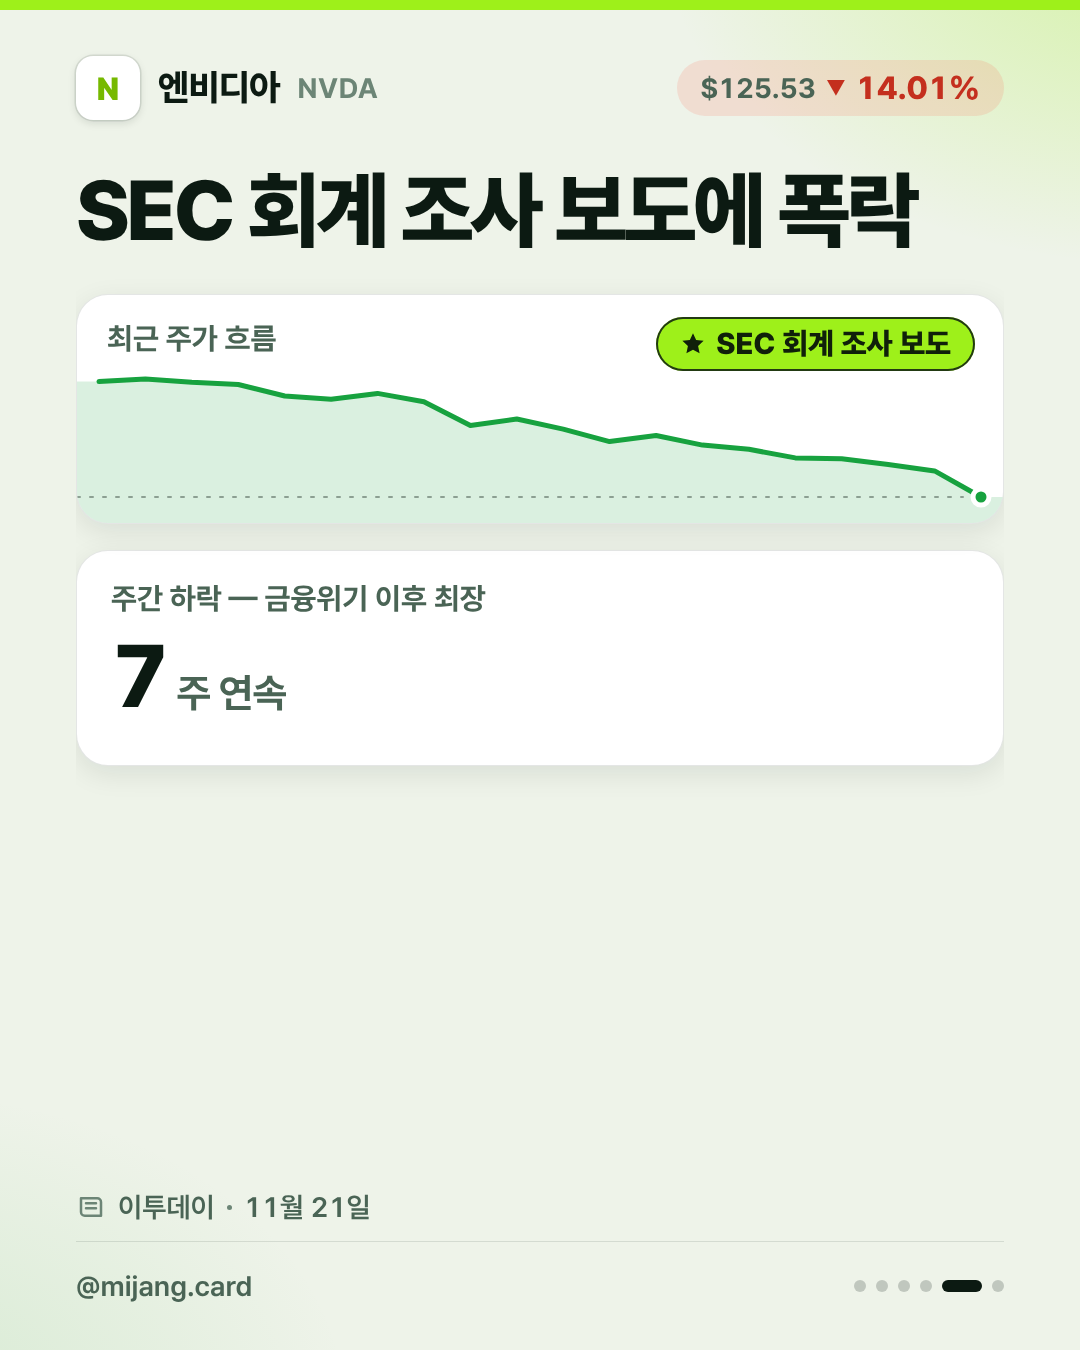 N 엔비디아 NVDA $125.53 ▼ 14.01%
SEC 회계 조사 보도에 폭락
최근 주가 흐름
★ SEC 회계 조사 보도
주간 하락 — 금융위기 이후 최장
7 주 연속
이투데이 · 11월 21일
@mijang.card